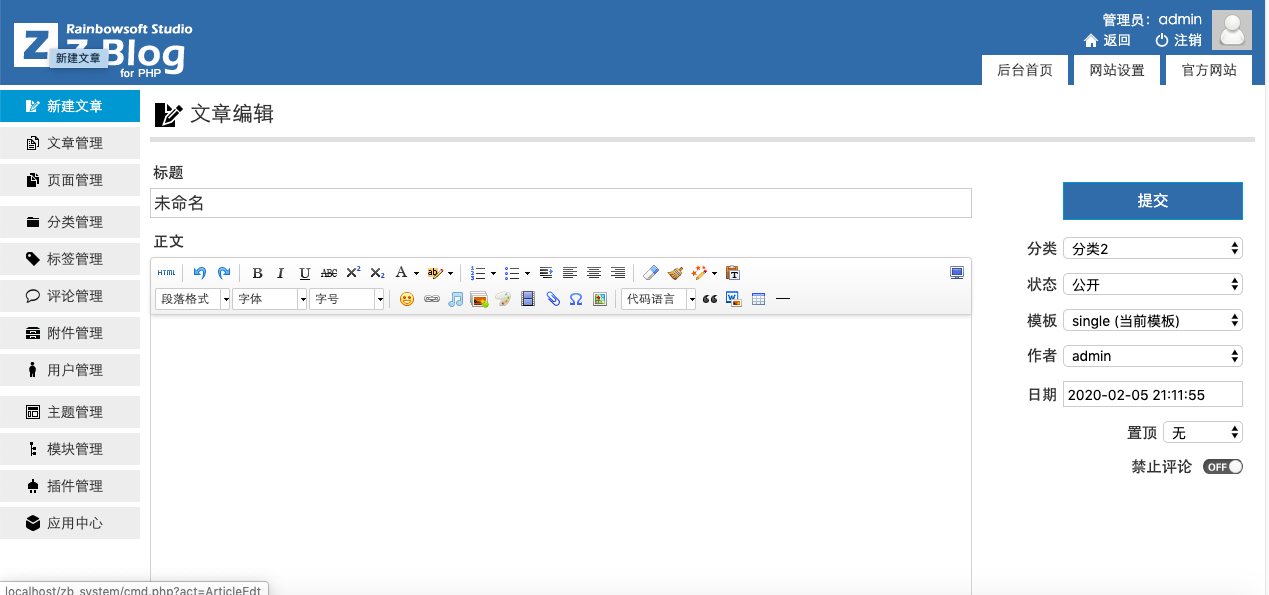 Rainbowsoft Studio
Z-Blog
for PHP
新建文章
管理员：admin
返回 注销
后台首页 网站设置 官方网站
新建文章
文章管理
页面管理
分类管理
标签管理
评论管理
附件管理
用户管理
主题管理
模块管理
插件管理
应用中心
文章编辑
标题
未命名
正文
HTML B I U ABC X² X₂ A ab
段落格式 字体 字号 代码语言
提交
分类 分类2
状态 公开
模板 single (当前模板)
作者 admin
日期 2020-02-05 21:11:55
置顶 无
禁止评论 OFF
localhost/zb_system/cmd.php?act=ArticleEdt